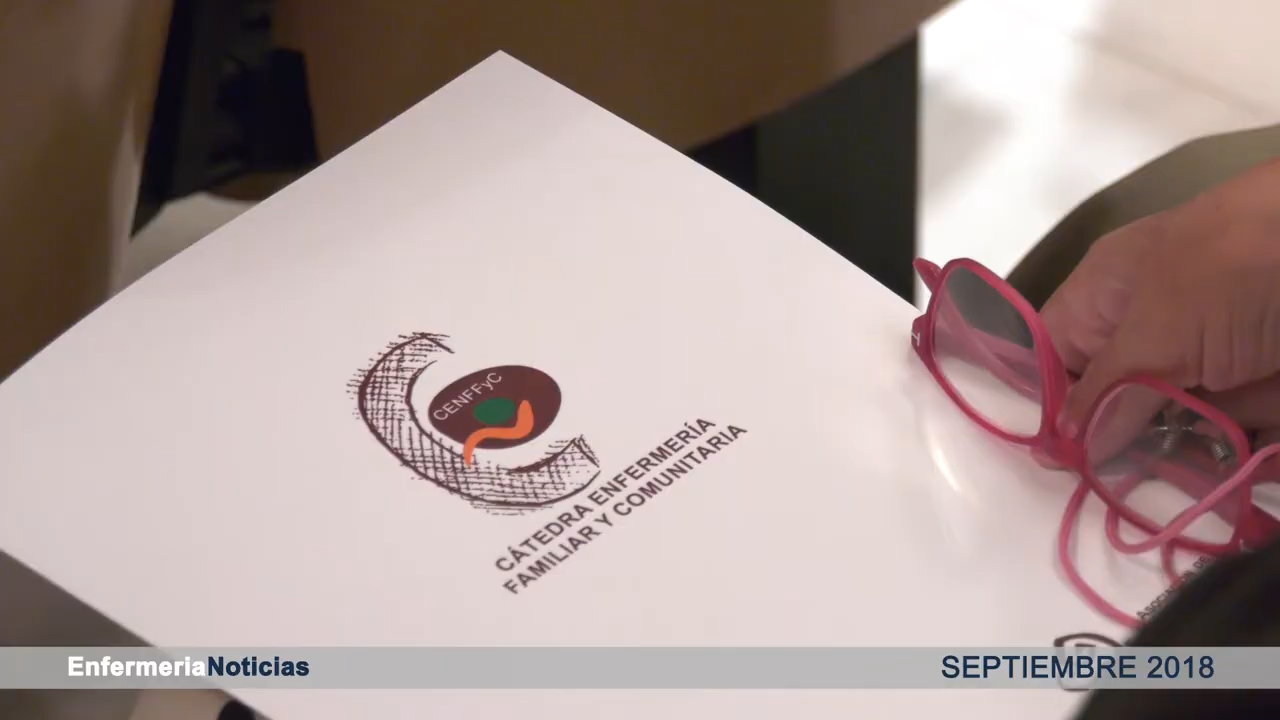 CENFFyC
CÁTEDRA ENFERMERÍA
FAMILIAR Y COMUNITARIA
EnfermeriaNoticias
SEPTIEMBRE 2018